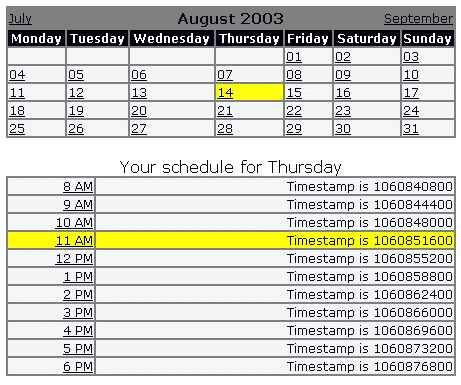 July August 2003 September
Monday Tuesday Wednesday Thursday Friday Saturday Sunday
01 02 03
04 05 06 07 08 09 10
11 12 13 14 15 16 17
18 19 20 21 22 23 24
25 26 27 28 29 30 31
Your schedule for Thursday
8 AM Timestamp is 1060840800
9 AM Timestamp is 1060844400
10 AM Timestamp is 1060848000
11 AM Timestamp is 1060851600
12 PM Timestamp is 1060855200
1 PM Timestamp is 1060858800
2 PM Timestamp is 1060862400
3 PM Timestamp is 1060866000
4 PM Timestamp is 1060869600
5 PM Timestamp is 1060873200
6 PM Timestamp is 1060876800